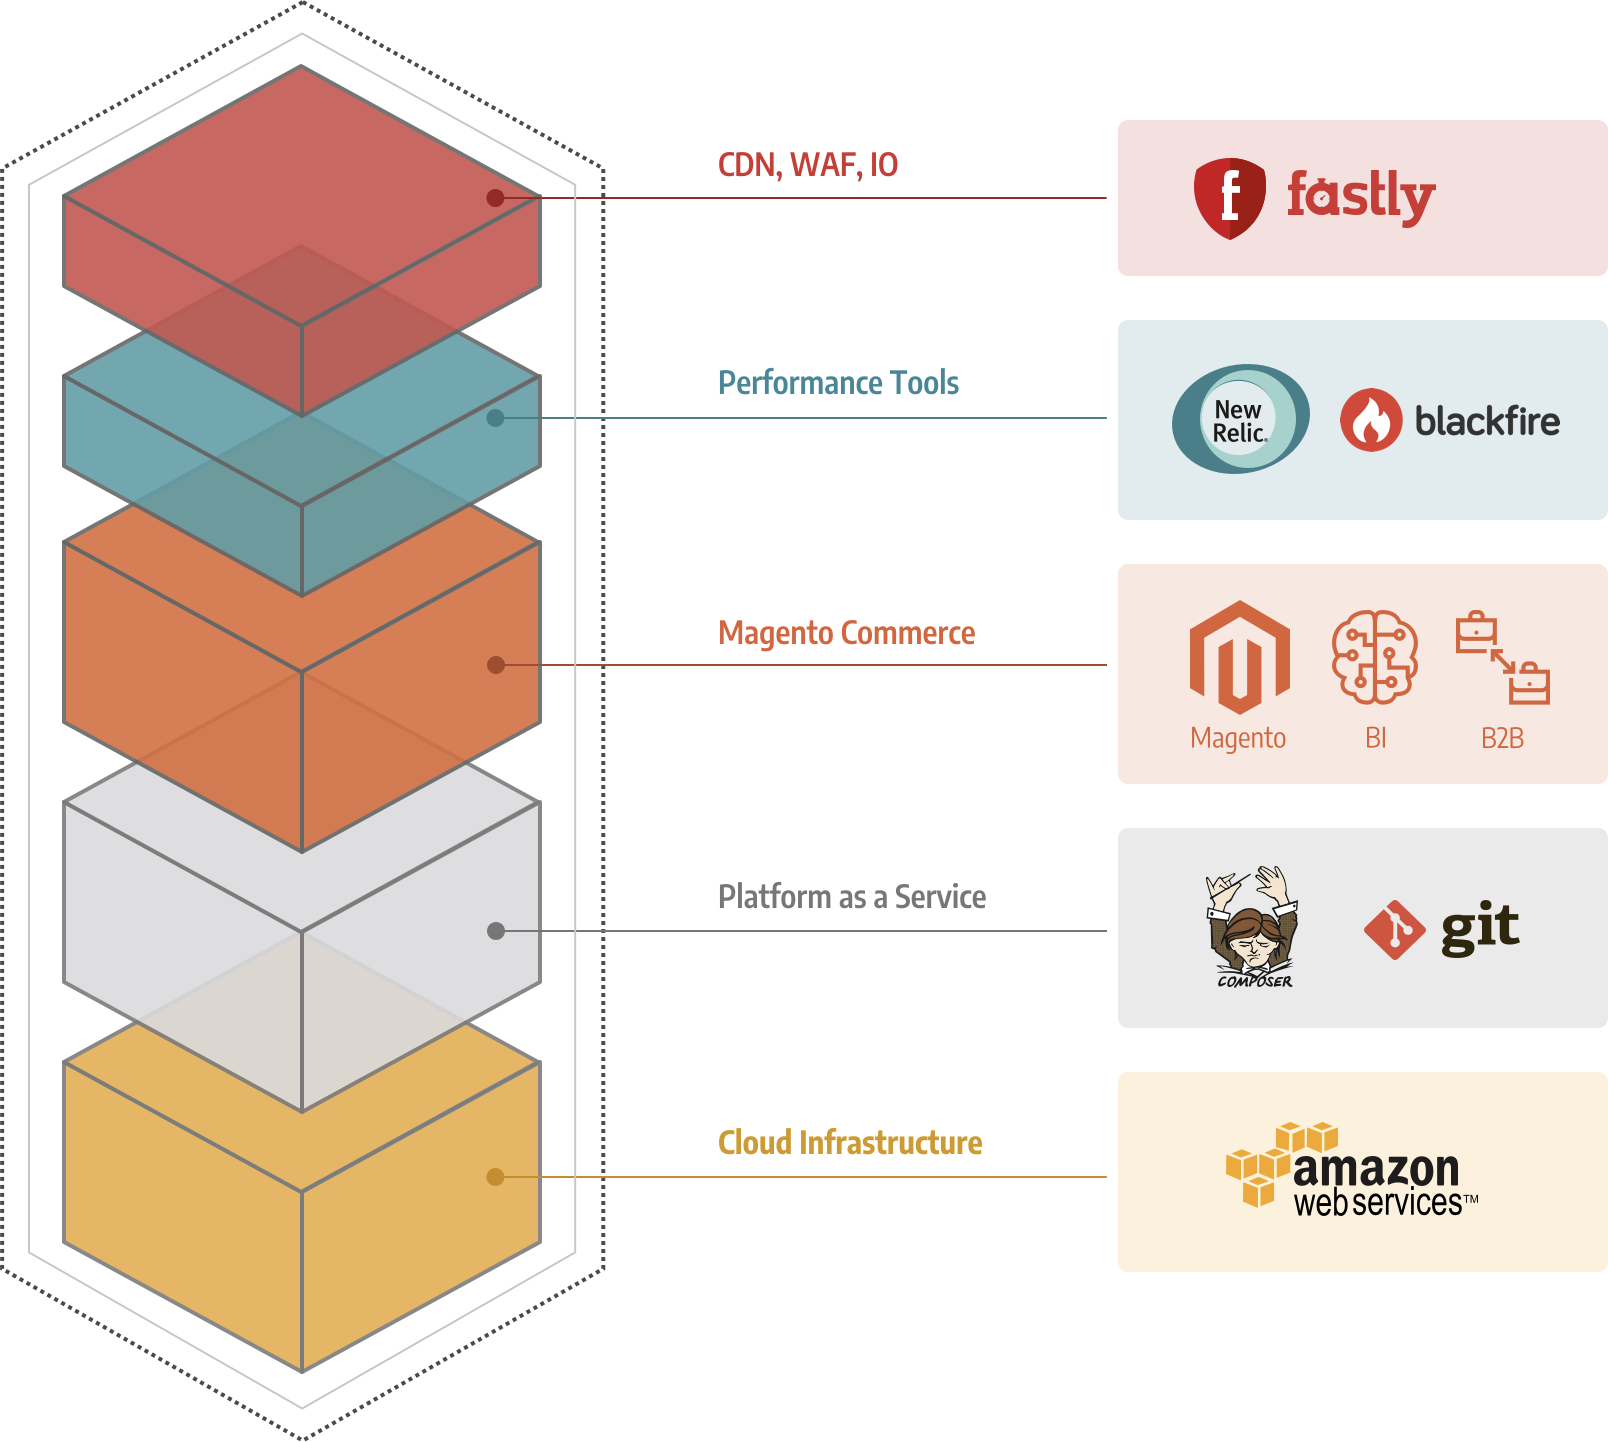 CDN, WAF, IO
f fastly
Performance Tools
New
Relic.
blackfire
Magento Commerce
Magento BI B2B
Platform as a Service
COMPOSER
git
Cloud Infrastructure
amazon
web services™